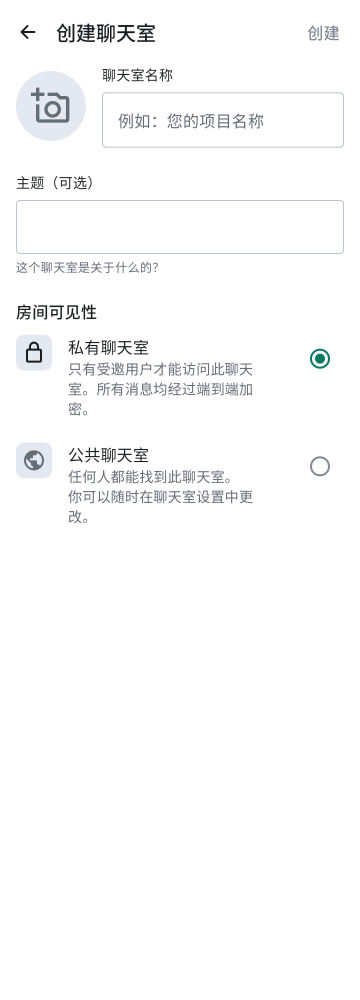 创建聊天室
创建
聊天室名称
例如：您的项目名称
主题（可选）
这个聊天室是关于什么的？
房间可见性
私有聊天室
只有受邀用户才能访问此聊天
室。所有消息均经过端到端加
密。
公共聊天室
任何人都能找到此聊天室。
你可以随时在聊天室设置中更
改。